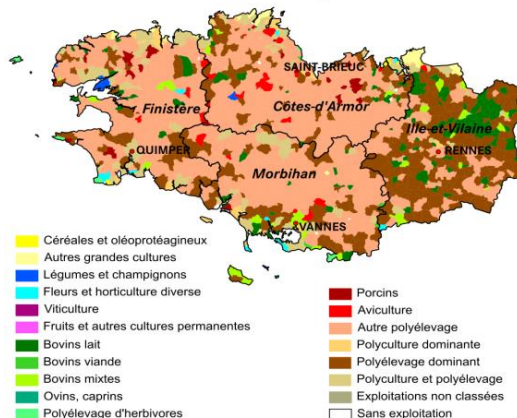 SAINT-BRIEUC
Finistère
Côtes-d'Armor
Ille-et-Vilaine
QUIMPER
RENNES
Morbihan
VANNES
Céréales et oléoprotéagineux
Autres grandes cultures
Légumes et champignons
Fleurs et horticulture diverse
Viticulture
Fruits et autres cultures permanentes
Bovins lait
Bovins viande
Bovins mixtes
Ovins, caprins
Polyélevage d'herbivores
Porcins
Aviculture
Autre polyélevage
Polyculture dominante
Polyélevage dominant
Polyculture et polyélevage
Exploitations non classées
Sans exploitation